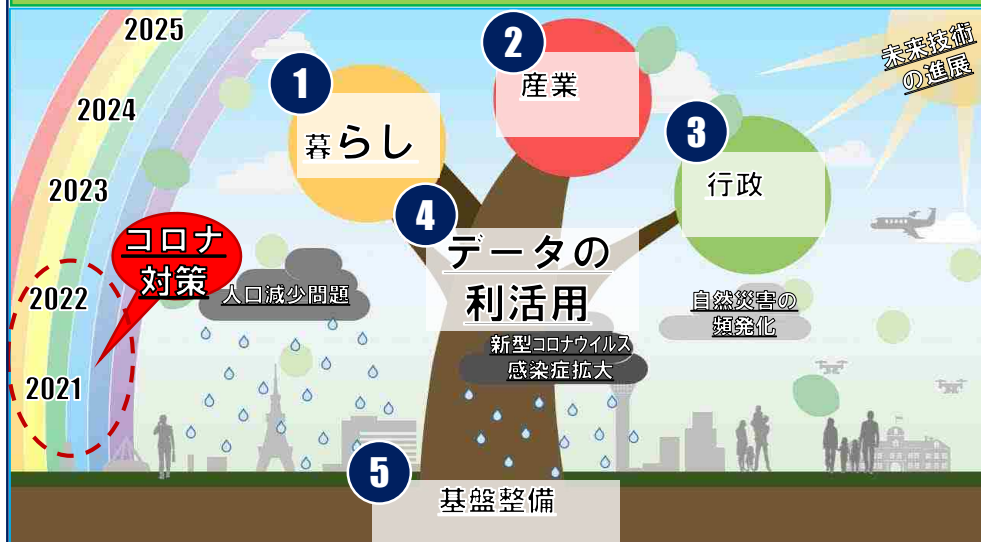 2025
2024
2023
2022
2021
コロナ
対策
1
暮らし
2
産業
3
行政
4
データの
利活用
5
基盤整備
人口減少問題
新型コロナウイルス
感染症拡大
自然災害の
頻発化
未来技術
の進展